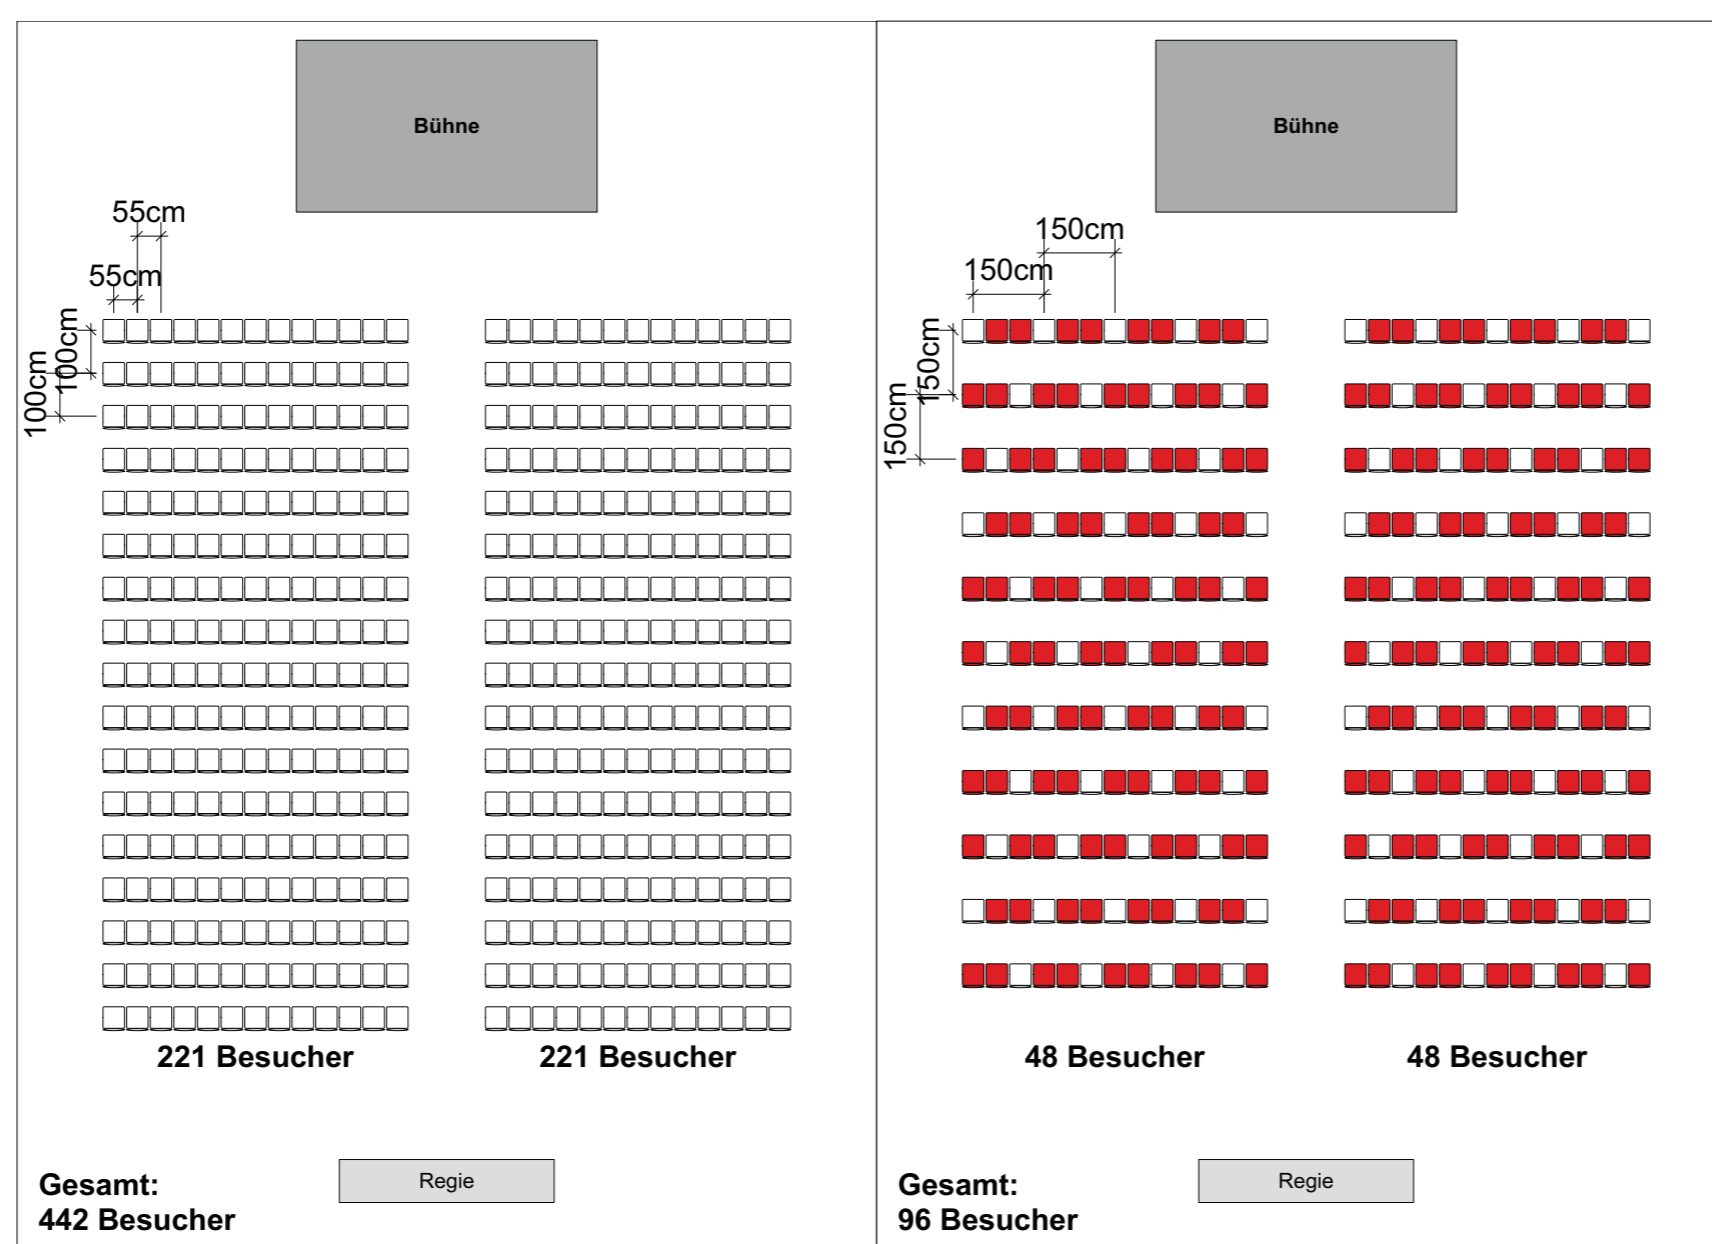 Bühne
55cm
55cm
100cm
100cm
221 Besucher
221 Besucher
Gesamt:
442 Besucher
Regie
Bühne
150cm
150cm
150cm
150cm
48 Besucher
48 Besucher
Gesamt:
96 Besucher
Regie